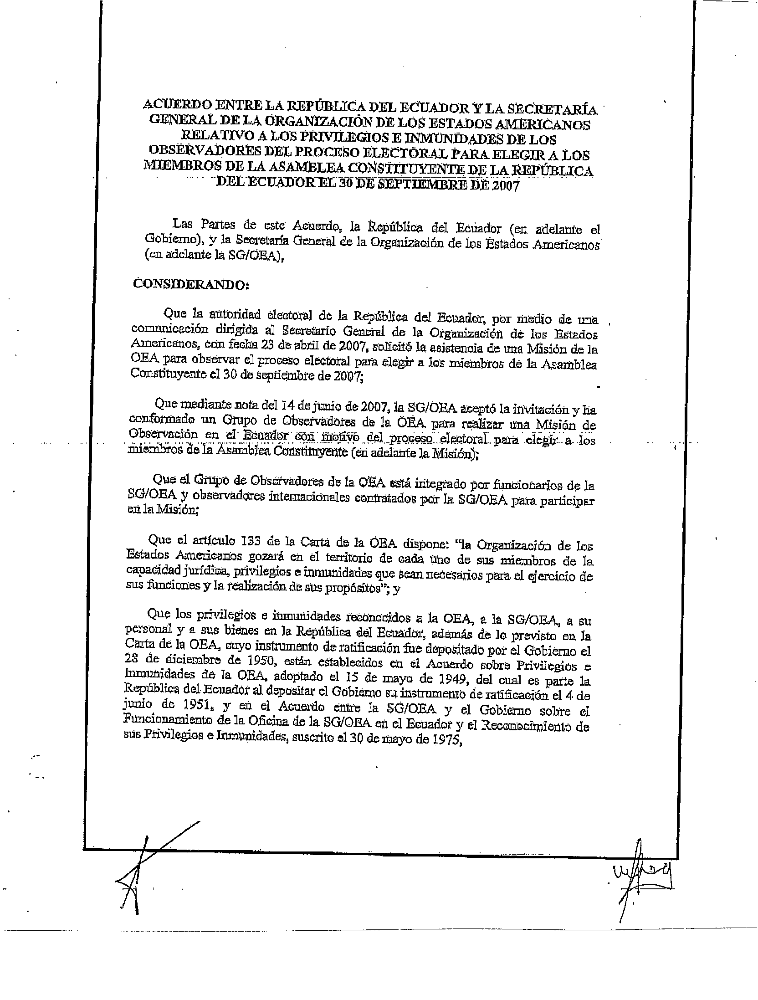 ACUERDO ENTRE LA REPÚBLICA DEL ECUADOR Y LA SECRETARÍA
GENERAL DE LA ORGANIZACIÓN DE LOS ESTADOS AMERICANOS
RELATIVO A LOS PRIVILEGIOS E INMUNIDADES DE LOS
OBSERVADORES DEL PROCESO ELECTORAL PARA ELEGIR A LOS
MIEMBROS DE LA ASAMBLEA CONSTITUYENTE DE LA REPÚBLICA
DEL ECUADOR EL 30 DE SEPTIEMBRE DE 2007
Las Partes de este Acuerdo, la República del Ecuador (en adelante el
Gobierno), y la Secretaría General de la Organización de los Estados Americanos
(en adelante la SG/OEA),
CONSIDERANDO:
Que la autoridad electoral de la República del Ecuador, por medio de una
comunicación dirigida al Secretario General de la Organización de los Estados
Americanos, con fecha 23 de abril de 2007, solicitó la asistencia de una Misión de la
OEA para observar el proceso electoral para elegir a los miembros de la Asamblea
Constituyente el 30 de septiembre de 2007;
Que mediante nota del 14 de junio de 2007, la SG/OEA aceptó la invitación y ha
conformado un Grupo de Observadores de la OEA para realizar una Misión de
Observación en el Ecuador con motivo del proceso electoral para elegir a los
miembros de la Asamblea Constituyente (en adelante la Misión);
Que el Grupo de Observadores de la OEA está integrado por funcionarios de la
SG/OEA y observadores internacionales contratados por la SG/OEA para participar
en la Misión;
Que el artículo 133 de la Carta de la OEA dispone: "la Organización de los
Estados Americanos gozará en el territorio de cada uno de sus miembros de la
capacidad jurídica, privilegios e inmunidades que sean necesarios para el ejercicio de
sus funciones y la realización de sus propósitos"; y
Que los privilegios e inmunidades reconocidos a la OEA, a la SG/OEA, a su
personal y a sus bienes en la República del Ecuador, además de lo previsto en la
Carta de la OEA, cuyo instrumento de ratificación fue depositado por el Gobierno el
28 de diciembre de 1950, están establecidos en el Acuerdo sobre Privilegios e
Inmunidades de la OEA, adoptado el 15 de mayo de 1949, del cual es parte la
República del Ecuador al depositar el Gobierno su instrumento de ratificación el 4 de
junio de 1951, y en el Acuerdo entre la SG/OEA y el Gobierno sobre el
Funcionamiento de la Oficina de la SG/OEA en el Ecuador y el Reconocimiento de
sus Privilegios e Inmunidades, suscrito el 30 de mayo de 1975,